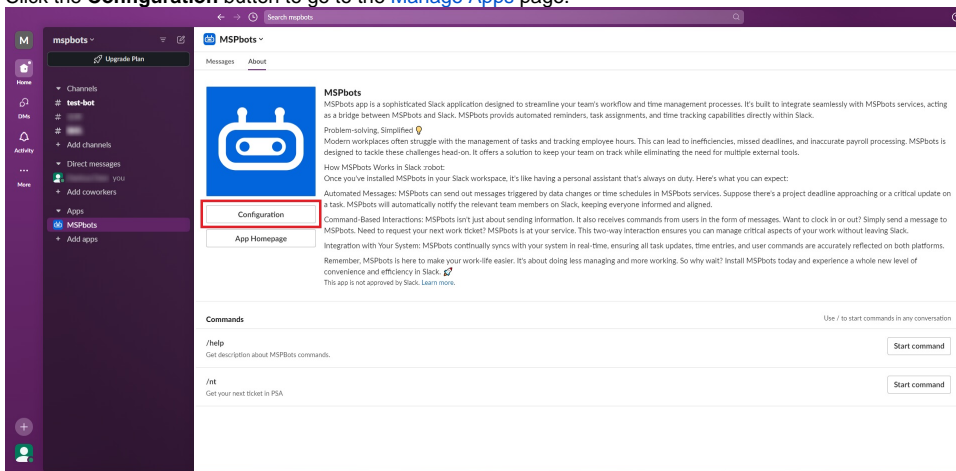 Click the Configuration button to go to the Manage Apps page.
Search mspbots
M
mspbots
MSPbots
Upgrade Plan
Messages About
Home
DMs
Activity
More
Channels
# test-bot
#
#
+ Add channels
Direct messages
you
+ Add coworkers
Apps
MSPbots
+ Add apps
MSPbots
MSPbots app is a sophisticated Slack application designed to streamline your team's workflow and time management processes. It's built to integrate seamlessly with MSPbots services, acting
as a bridge between MSPbots and Slack. MSPbots provides automated reminders, task assignments, and time tracking capabilities directly within Slack.
Problem-solving, Simplified
Modern workplaces often struggle with the management of tasks and tracking employee hours. This can lead to inefficiencies, missed deadlines, and inaccurate payroll processing. MSPbots is
designed to tackle these challenges head-on. It offers a solution to keep your team on track while eliminating the need for multiple external tools.
How MSPbots Works in Slack :robot:
Once you've installed MSPbots in your Slack workspace, it's like having a personal assistant that's always on duty. Here's what you can expect:
Automated Messages: MSPbots can send out messages triggered by data changes or time schedules in MSPbots services. Suppose there's a project deadline approaching or a critical update on
a task. MSPbots will automatically notify the relevant team members on Slack, keeping everyone informed and aligned.
Command-Based Interactions: MSPbots isn't just about sending information. It also receives commands from users in the form of messages. Want to clock in or out? Simply send a message to
MSPbots. Need to request your next work ticket? MSPbots is at your service. This two-way interaction ensures you can manage critical aspects of your work without leaving Slack.
Integration with Your System: MSPbots continually syncs with your system in real-time, ensuring all task updates, time entries, and user commands are accurately reflected on both platforms.
Remember, MSPbots is here to make your work-life easier. It's about doing less managing and more working. So why wait? Install MSPbots today and experience a whole new level of
convenience and efficiency in Slack.
This app is not approved by Slack. Learn more.
Configuration
App Homepage
Commands
Use / to start commands in any conversation
/help
Get description about MSPBots commands.
Start command
/nt
Get your next ticket in PSA
Start command